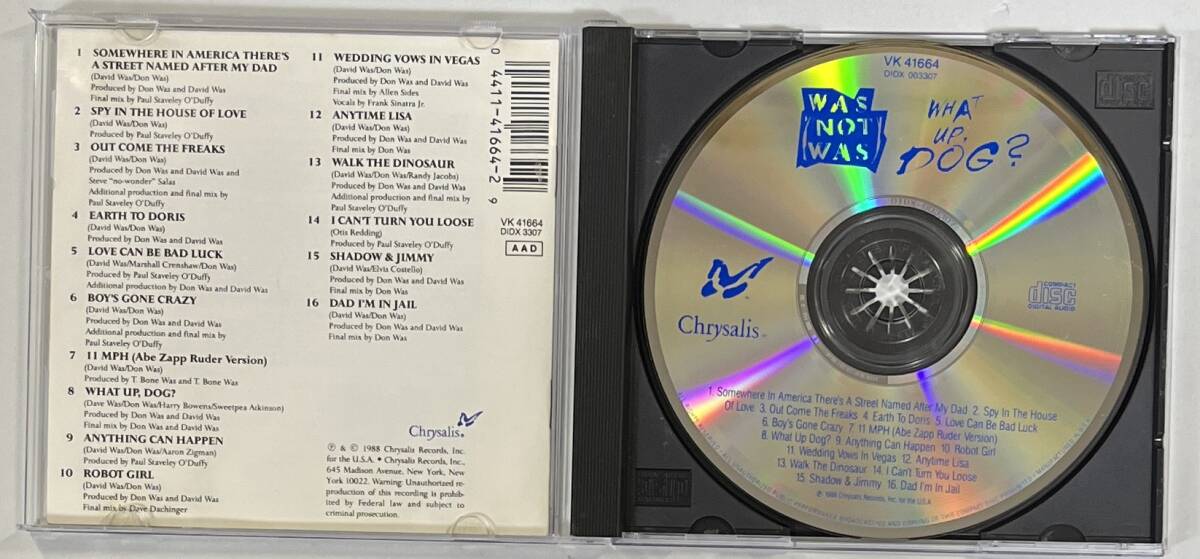 1 SOMEWHERE IN AMERICA THERE'S
A STREET NAMED AFTER MY DAD
(David Was/Don Was)
Produced by Don Was and David Was
Final mix by Paul Staveley O'Duffy
2 SPY IN THE HOUSE OF LOVE
(David Was/Don Was)
Produced by Paul Staveley O'Duffy
3 OUT COME THE FREAKS
(David Was/Don Was)
Produced by Don Was and David Was and
Steve "no-wonder" Salas
Additional production and final mix by
Paul Staveley O'Duffy
4 EARTH TO DORIS
(David Was/Don Was)
Produced by Don Was and David Was
5 LOVE CAN BE BAD LUCK
(David Was/Marshall Crenshaw/Don Was)
Produced by Paul Staveley O'Duffy
Additional production by Don Was and David Was
6 BOY'S GONE CRAZY
(David Was/Don Was)
Produced by Don Was and David Was
Additional production and final mix by
Paul Staveley O'Duffy
7 11 MPH (Abe Zapp Ruder Version)
(David Was/Don Was)
Produced by T. Bone Was and T. Bone Was
8 WHAT UP, DOG?
(Dave Was/Don Was/Harry Bowens/Sweetpea Atkinson)
Produced by Don Was and David Was
Final mix by Don Was and David Was
9 ANYTHING CAN HAPPEN
(David Was/Don Was/Aaron Zigman)
Produced by Paul Staveley O'Duffy
10 ROBOT GIRL
(David Was/Don Was)
Produced by Don Was and David Was
Final mix by Dave Dachinger
11 WEDDING VOWS IN VEGAS
(David Was/Don Was)
Produced by Don Was and David Was
Final mix by Allen Sides
Vocals by Frank Sinatra Jr.
12 ANYTIME LISA
(David Was/Don Was)
Produced by Don Was and David Was
Final mix by Don Was
13 WALK THE DINOSAUR
(David Was/Don Was/Randy Jacobs)
Produced by Don Was and David Was
Additional production and final mix by
Paul Staveley O'Duffy
14 I CAN'T TURN YOU LOOSE
(Otis Redding)
Produced by Paul Staveley O'Duffy
15 SHADOW & JIMMY
(David Was/Elvis Costello)
Produced by Don Was and David Was
Final mix by Don Was
16 DAD I'M IN JAIL
(David Was/Don Was)
Produced by Don Was and David Was
Final mix by Don Was
0 4411-41664-2 9
VK 41664
DIDX 3307
AAD
Chrysalis.
℗ & © 1988 Chrysalis Records, Inc.
for the U.S.A. • Chrysalis Records, Inc.,
645 Madison Avenue, New York, New
York 10022. Warning: Unauthorized re-
production of this recording is prohib-
ited by Federal law and subject to
criminal prosecution.
VK 41664
DIDX 003307
WAS
NOT
WAS
WHAT
UP,
DOG?
Chrysalis
COMPACT
disc
DIGITAL AUDIO
1. Somewhere In America There's A Street Named After My Dad 2. Spy In The House
Of Love 3. Out Come The Freaks 4. Earth To Doris 5. Love Can Be Bad Luck
6. Boy's Gone Crazy 7. 11 MPH (Abe Zapp Ruder Version)
8. What Up Dog? 9. Anything Can Happen 10. Robot Girl
11. Wedding Vows In Vegas 12. Anytime Lisa
13. Walk The Dinosaur 14. I Can't Turn You Loose
15. Shadow & Jimmy 16. Dad I'm In Jail
℗ 1988 Chrysalis Records, Inc. for the U.S.A
disc